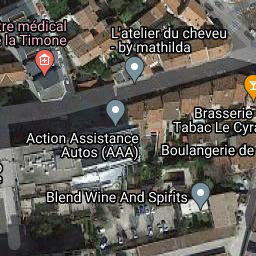 tre médical
e la Timone
L'atelier du cheveu
- by mathilda
Brasserie
Tabac Le Cyra
Action Assistance
Autos (AAA)
Boulangerie de
Blend Wine And Spirits